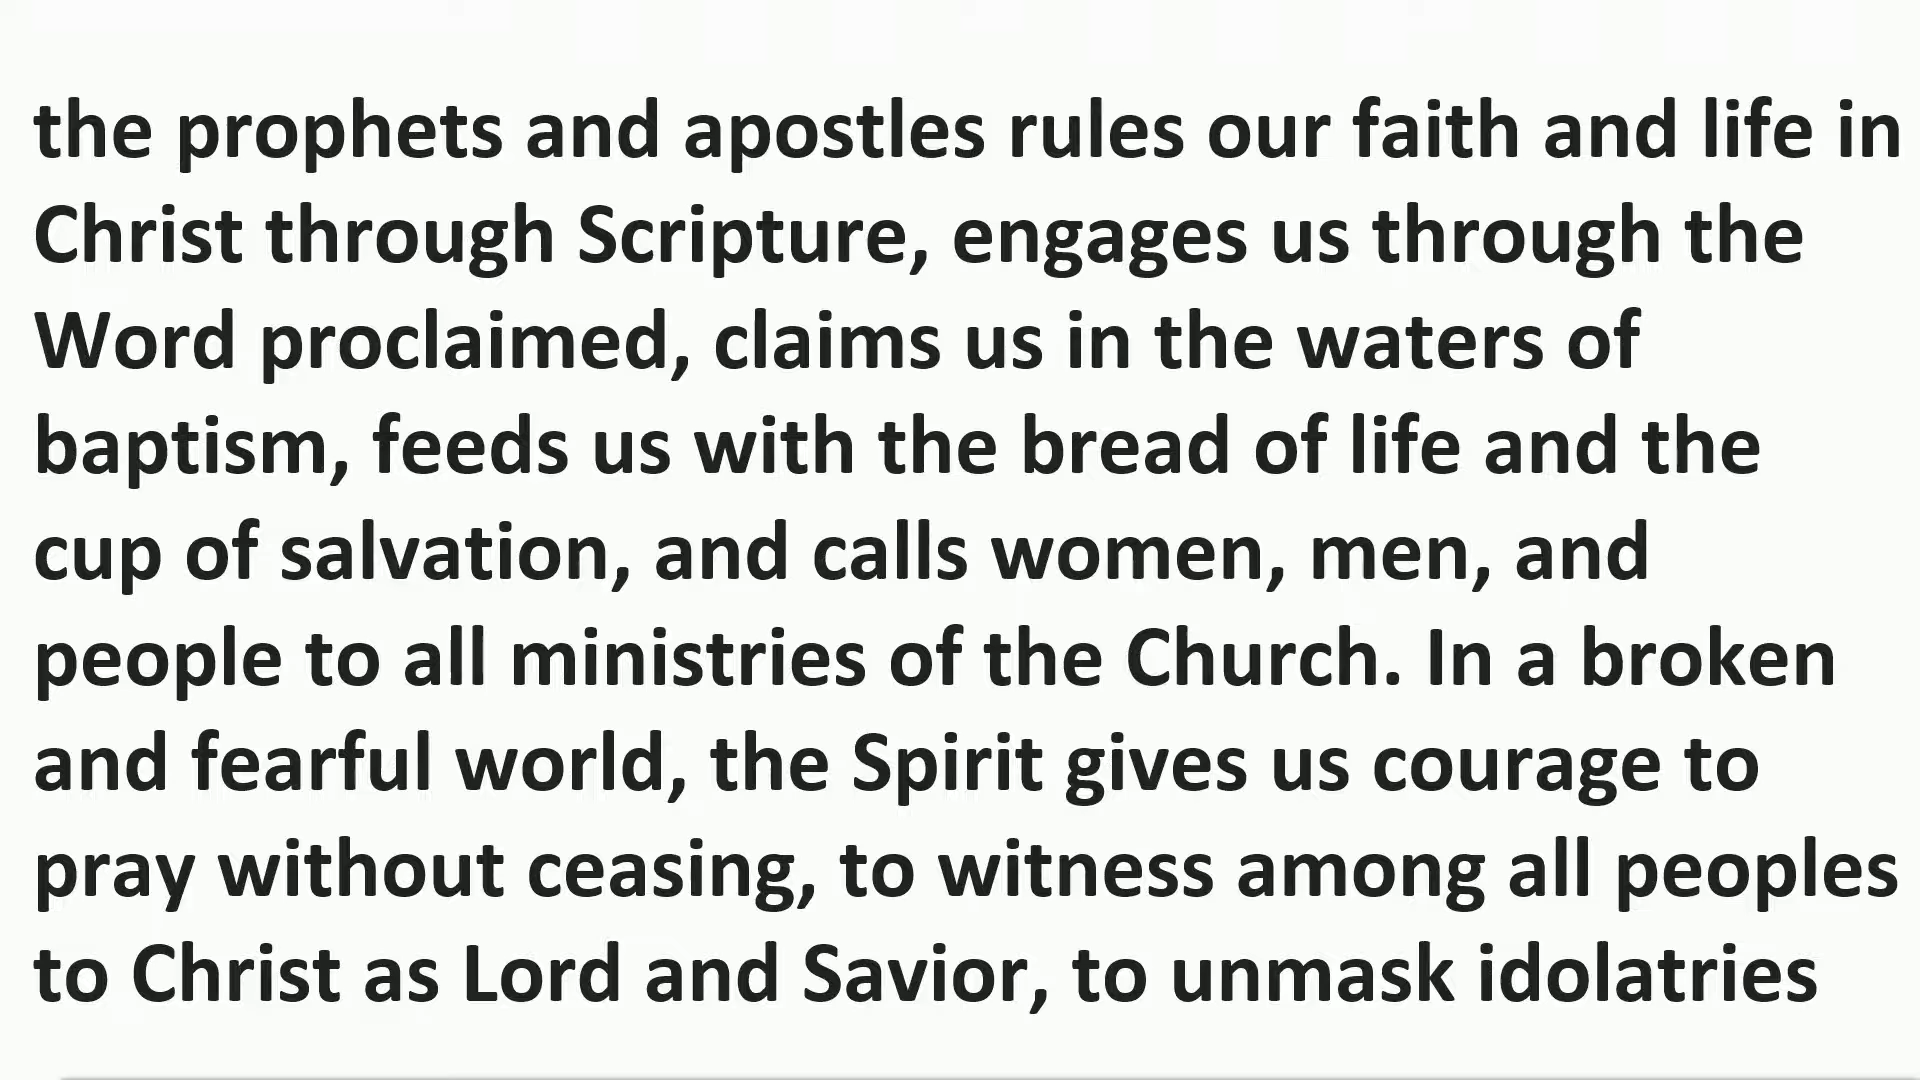 the prophets and apostles rules our faith and life in
Christ through Scripture, engages us through the
Word proclaimed, claims us in the waters of
baptism, feeds us with the bread of life and the
cup of salvation, and calls women, men, and
people to all ministries of the Church. In a broken
and fearful world, the Spirit gives us courage to
pray without ceasing, to witness among all peoples
to Christ as Lord and Savior, to unmask idolatries